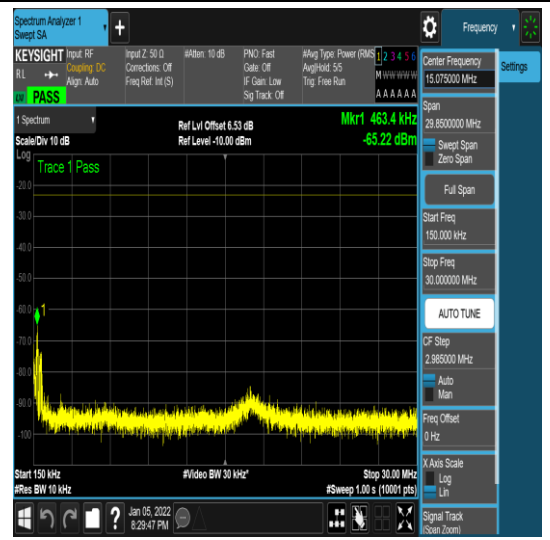 Spectrum Analyzer 1
Swept SA
+
Frequency
KEYSIGHT
RL
Input: RF
Coupling: DC
Align: Auto
Input Z: 50 Ω
Corrections: Off
Freq Ref: Int (S)
#Atten: 10 dB
PNO: Fast
Gate: Off
IF Gain: Low
Sig Track: Off
#Avg Type: Power (RMS
Avg|Hold: 5/5
Trig: Free Run
1 2 3 4 5 6
M W W W W W
A A A A A A
PASS
1 Spectrum
Scale/Div 10 dB
Ref Lvl Offset 6.53 dB
Ref Level -10.00 dBm
Mkr1 463.4 kHz
-65.22 dBm
Log
Trace 1 Pass
-20.0
-30.0
-40.0
-50.0
-60.0
1
-70.0
-80.0
-90.0
-100
Start 150 kHz
#Res BW 10 kHz
#Video BW 30 kHz*
Stop 30.00 MHz
#Sweep 1.00 s (10001 pts)
?
Jan 05, 2022
8:29:47 PM
Center Frequency
15.075000 MHz
Settings
Span
29.8500000 MHz
Swept Span
Zero Span
Full Span
Start Freq
150.000 kHz
Stop Freq
30.000000 MHz
AUTO TUNE
CF Step
2.985000 MHz
Auto
Man
Freq Offset
0 Hz
X Axis Scale
Log
Lin
Signal Track
(Span Zoom)